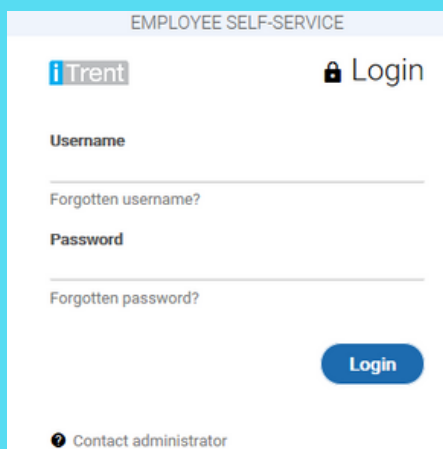 EMPLOYEE SELF-SERVICE
iTrent
Login
Username
Forgotten username?
Password
Forgotten password?
Login
Contact administrator